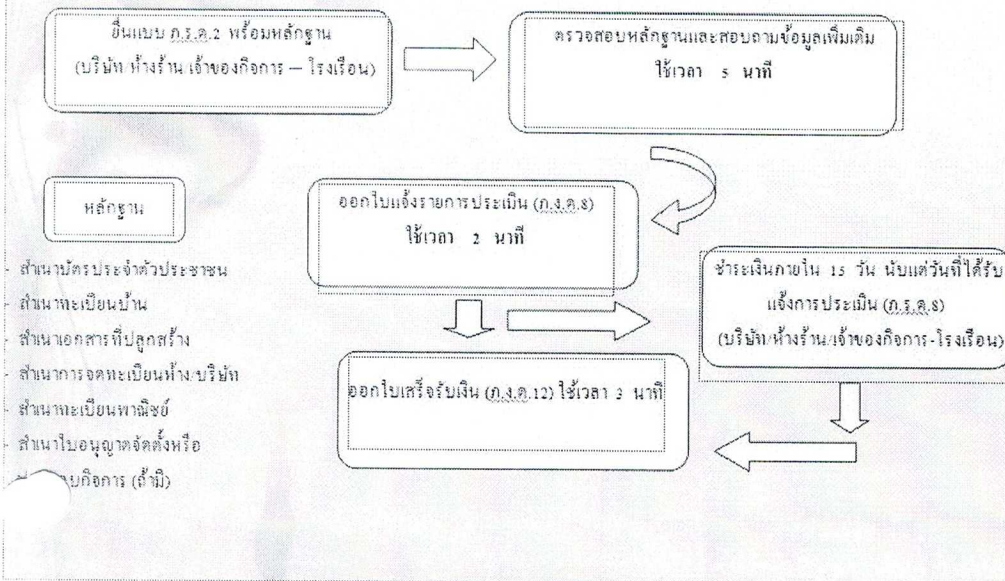 ยื่นแบบ ภ.ร.ด.2 พร้อมหลักฐาน
(บริษัท/ห้างร้าน/เจ้าของกิจการ – โรงเรือน)
ตรวจสอบหลักฐานและสอบถามข้อมูลเพิ่มเติม
ใช้เวลา 5 นาที
หลักฐาน
- สำเนาบัตรประจำตัวประชาชน
- สำเนาทะเบียนบ้าน
- สำเนาเอกสารที่ปลูกสร้าง
- สำเนาการจดทะเบียนห้าง/บริษัท
- สำเนาทะเบียนพาณิชย์
- สำเนาใบอนุญาตจัดตั้งหรือ
กิจการ (ถ้ามี)
ออกใบแจ้งรายการประเมิน (ภ.ง.ด.8)
ใช้เวลา 2 นาที
ชำระเงินภายใน 15 วัน นับแต่วันที่ได้รับ
แจ้งการประเมิน (ภ.ร.ด.8)
(บริษัท/ห้างร้าน/เจ้าของกิจการ-โรงเรือน)
ออกใบเสร็จรับเงิน (ภ.ง.ด.12) ใช้เวลา 3 นาที